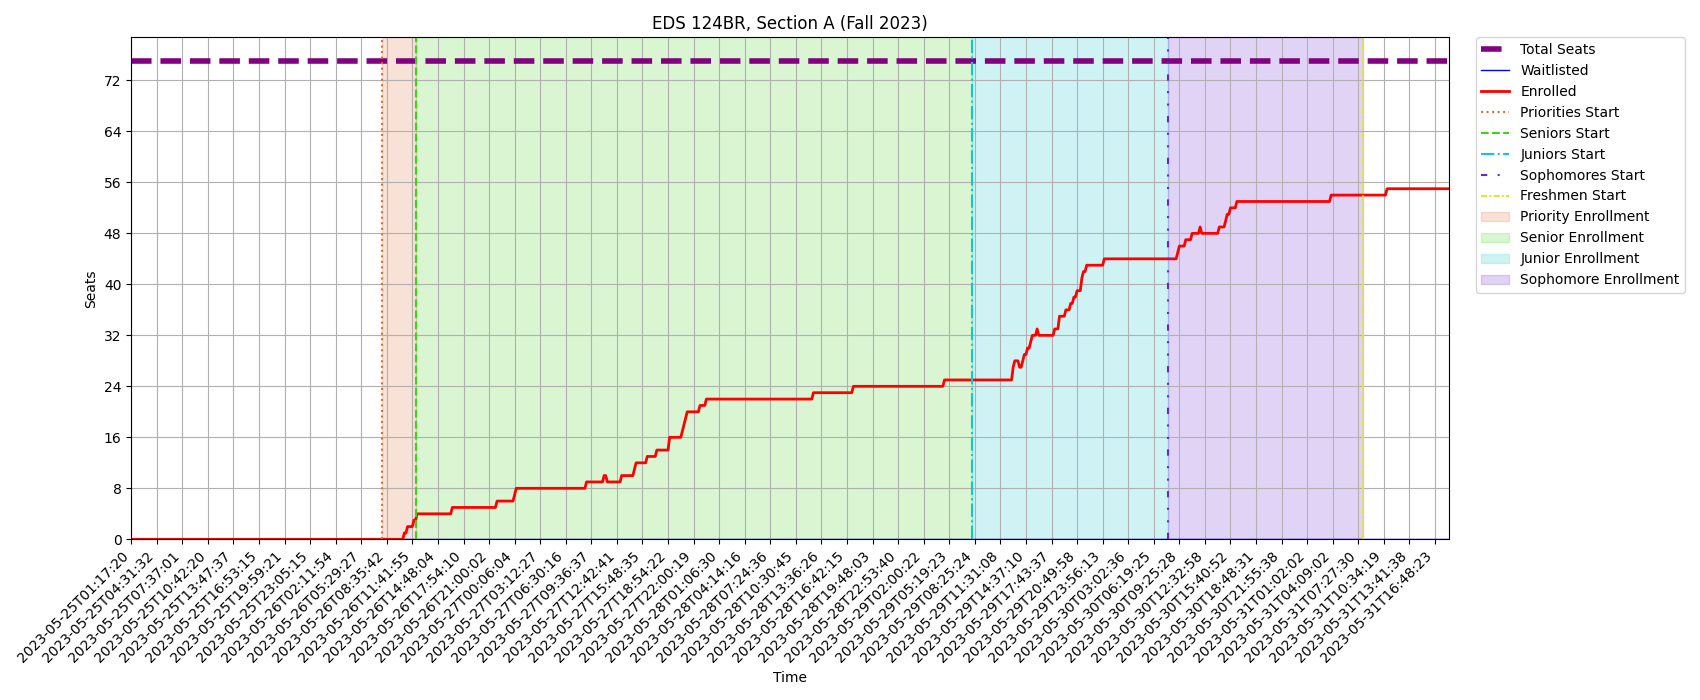 EDS 124BR, Section A (Fall 2023)
Total Seats
Waitlisted
Enrolled
Priorities Start
Seniors Start
Juniors Start
Sophomores Start
Freshmen Start
Priority Enrollment
Senior Enrollment
Junior Enrollment
Sophomore Enrollment
Seats
72
64
56
48
40
32
24
16
8
0
2023-05-25T01:17:20
2023-05-25T04:31:32
2023-05-25T07:37:01
2023-05-25T10:42:20
2023-05-25T13:47:37
2023-05-25T16:53:15
2023-05-25T19:59:21
2023-05-25T23:05:15
2023-05-26T02:11:54
2023-05-26T05:29:27
2023-05-26T08:35:42
2023-05-26T11:41:55
2023-05-26T14:48:04
2023-05-26T17:54:10
2023-05-26T21:00:02
2023-05-27T00:06:04
2023-05-27T03:12:27
2023-05-27T06:30:16
2023-05-27T09:36:37
2023-05-27T12:42:41
2023-05-27T15:48:35
2023-05-27T18:54:22
2023-05-27T22:00:19
2023-05-28T01:06:30
2023-05-28T04:14:16
2023-05-28T07:24:36
2023-05-28T10:30:45
2023-05-28T13:36:26
2023-05-28T16:42:15
2023-05-28T19:48:03
2023-05-28T22:53:40
2023-05-29T02:00:22
2023-05-29T05:19:23
2023-05-29T08:25:24
2023-05-29T11:31:08
2023-05-29T14:37:10
2023-05-29T17:43:37
2023-05-29T20:49:58
2023-05-29T23:56:13
2023-05-30T03:02:36
2023-05-30T06:19:25
2023-05-30T09:25:28
2023-05-30T12:32:58
2023-05-30T15:40:52
2023-05-30T18:48:31
2023-05-30T21:55:38
2023-05-31T01:02:02
2023-05-31T04:09:02
2023-05-31T07:27:30
2023-05-31T10:34:19
2023-05-31T13:41:38
2023-05-31T16:48:23
Time